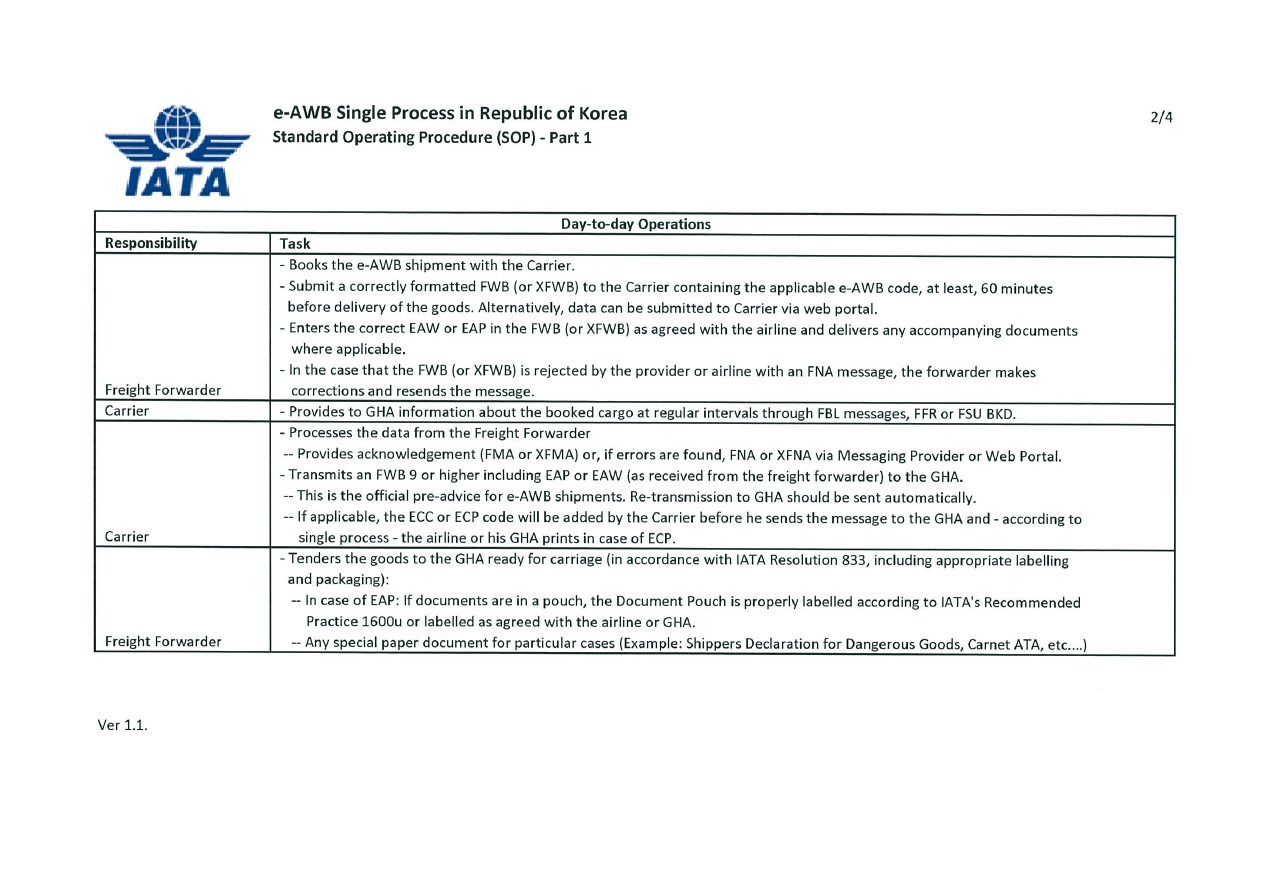 IATA
e-AWB Single Process in Republic of Korea
Standard Operating Procedure (SOP) - Part 1
2/4
Day-to-day Operations
Responsibility Task
- Books the e-AWB shipment with the Carrier.
- Submit a correctly formatted FWB (or XFWB) to the Carrier containing the applicable e-AWB code, at least, 60 minutes
before delivery of the goods. Alternatively, data can be submitted to Carrier via web portal.
- Enters the correct EAW or EAP in the FWB (or XFWB) as agreed with the airline and delivers any accompanying documents
where applicable.
- In the case that the FWB (or XFWB) is rejected by the provider or airline with an FNA message, the forwarder makes
Freight Forwarder corrections and resends the message.
Carrier - Provides to GHA information about the booked cargo at regular intervals through FBL messages, FFR or FSU BKD.
- Processes the data from the Freight Forwarder
-- Provides acknowledgement (FMA or XFMA) or, if errors are found, FNA or XFNA via Messaging Provider or Web Portal.
- Transmits an FWB 9 or higher including EAP or EAW (as received from the freight forwarder) to the GHA.
-- This is the official pre-advice for e-AWB shipments. Re-transmission to GHA should be sent automatically.
-- If applicable, the ECC or ECP code will be added by the Carrier before he sends the message to the GHA and - according to
Carrier single process - the airline or his GHA prints in case of ECP.
- Tenders the goods to the GHA ready for carriage (in accordance with IATA Resolution 833, including appropriate labelling
and packaging):
-- In case of EAP: If documents are in a pouch, the Document Pouch is properly labelled according to IATA's Recommended
Practice 1600u or labelled as agreed with the airline or GHA.
Freight Forwarder -- Any special paper document for particular cases (Example: Shippers Declaration for Dangerous Goods, Carnet ATA, etc....)
Ver 1.1.